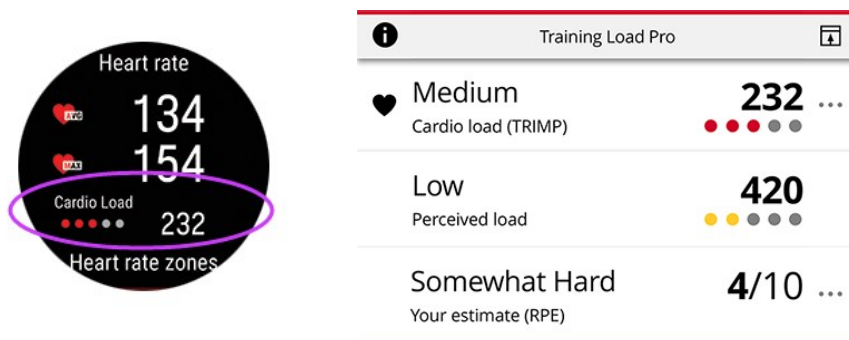 Heart rate
AVG 134
MAX 154
Cardio Load
232
Heart rate zones
Training Load Pro
Medium 232 ...
Cardio load (TRIMP)
Low 420
Perceived load
Somewhat Hard 4/10 ...
Your estimate (RPE)